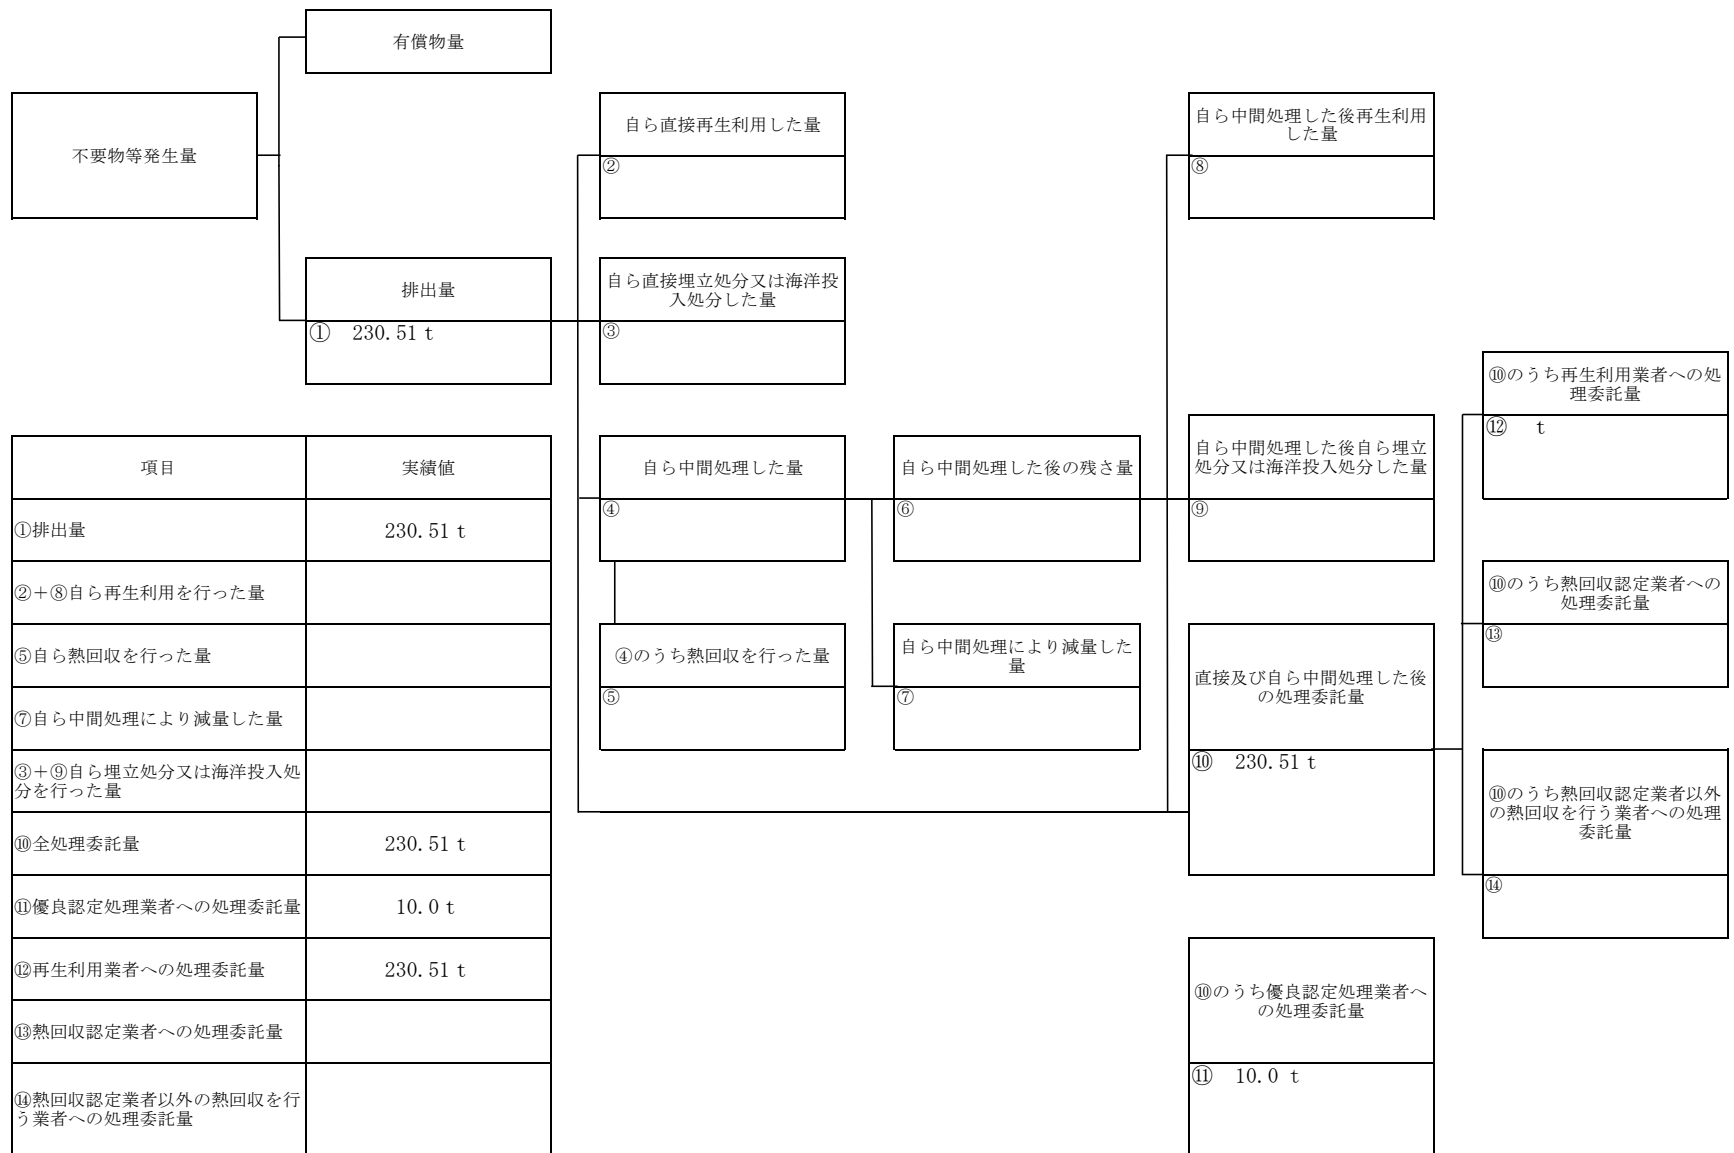 有償物量
不要物等発生量
自ら直接再生利用した量
②
自ら中間処理した後再生利用
した量
⑧
排出量
① 230.51 t
自ら直接埋立処分又は海洋投
入処分した量
③
⑩のうち再生利用業者への処
理委託量
⑫ t
自ら中間処理した量
④
自ら中間処理した後の残さ量
⑥
自ら中間処理した後自ら埋立
処分又は海洋投入処分した量
⑨
⑩のうち熱回収認定業者への
処理委託量
⑬
④のうち熱回収を行った量
⑤
自ら中間処理により減量した
量
⑦
直接及び自ら中間処理した後
の処理委託量
⑩ 230.51 t
⑩のうち熱回収認定業者以外
の熱回収を行う業者への処理
委託量
⑭
⑩のうち優良認定処理業者へ
の処理委託量
⑪ 10.0 t
項目 実績値
①排出量 230.51 t
②＋⑧自ら再生利用を行った量
⑤自ら熱回収を行った量
⑦自ら中間処理により減量した量
③＋⑨自ら埋立処分又は海洋投入処
分を行った量
⑩全処理委託量 230.51 t
⑪優良認定処理業者への処理委託量 10.0 t
⑫再生利用業者への処理委託量 230.51 t
⑬熱回収認定業者への処理委託量
⑭熱回収認定業者以外の熱回収を行
う業者への処理委託量